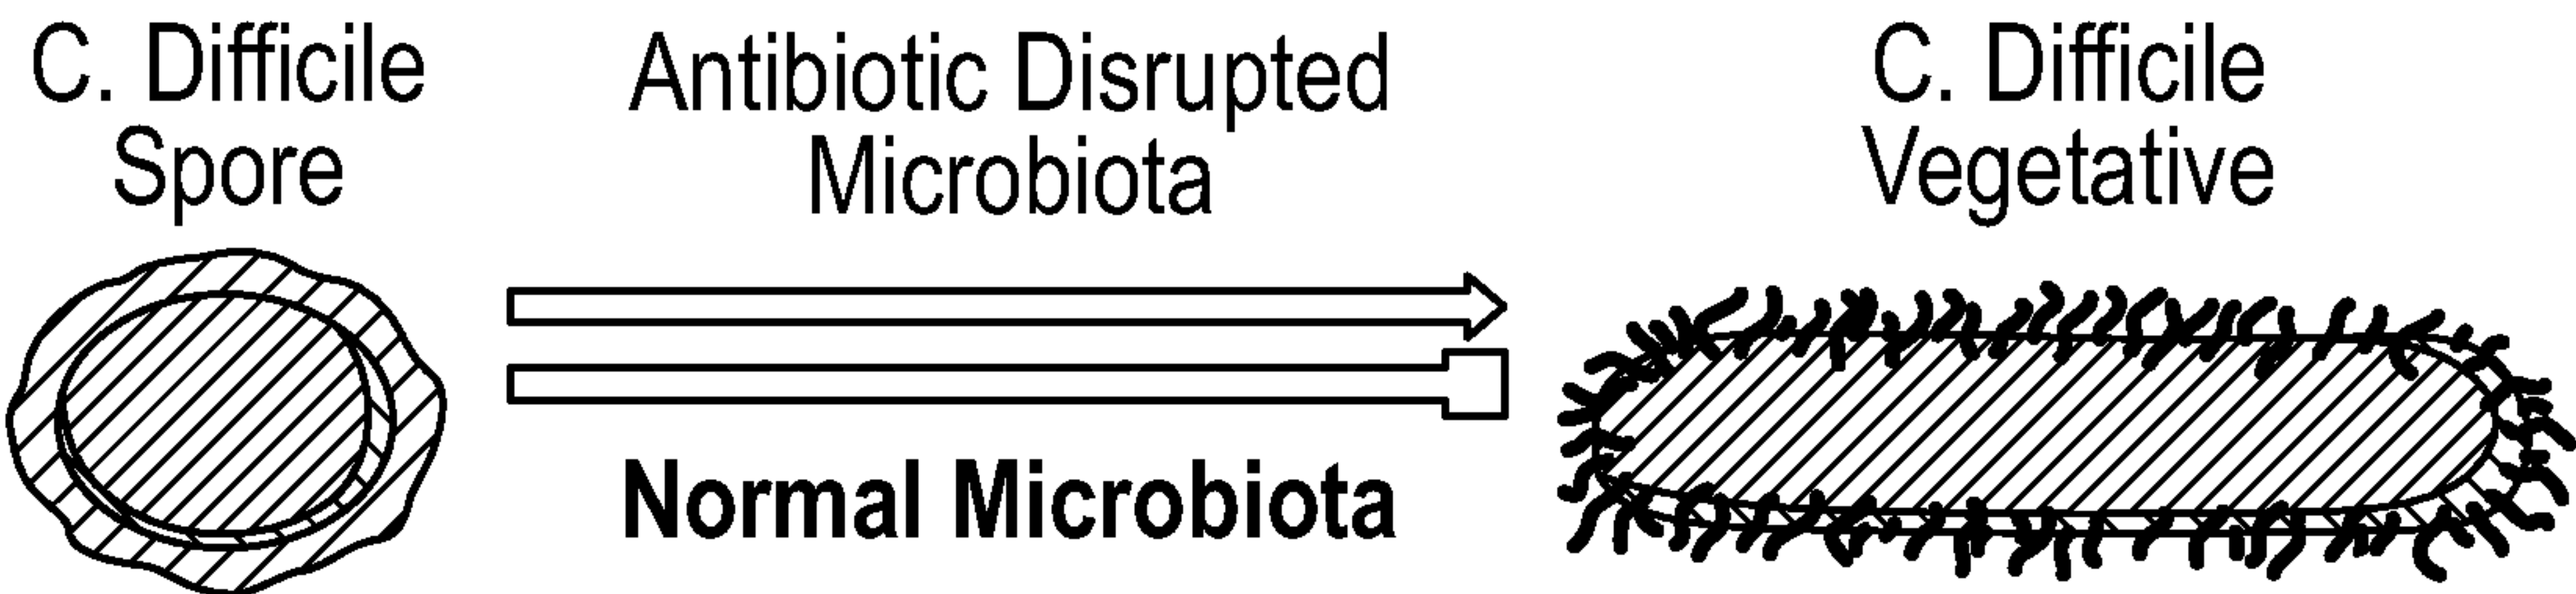 C. Difficile
Spore
Antibiotic Disrupted
Microbiota
Normal Microbiota
C. Difficile
Vegetative